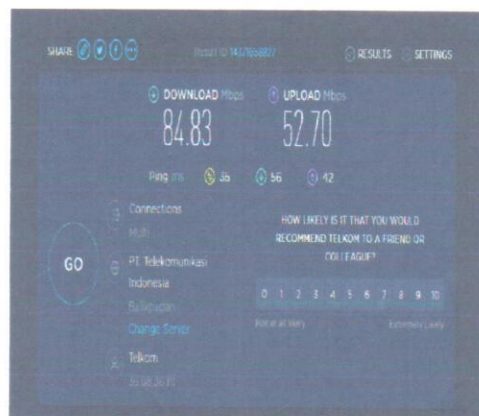 SHARE
RESULTS SETTINGS
DOWNLOAD Mbps UPLOAD Mbps
84.83 52.70
Ping ms 36 56 42
Connections
Multi
HOW LIKELY IS IT THAT YOU WOULD
RECOMMEND TELKOM TO A FRIEND OR
COLLEAGUE?
GO
PT. Telekomunikasi
Indonesia
Balikpapan
Change Server
0 1 2 3 4 5 6 7 8 9 10
Not at all likely Extremely Likely
Telkom